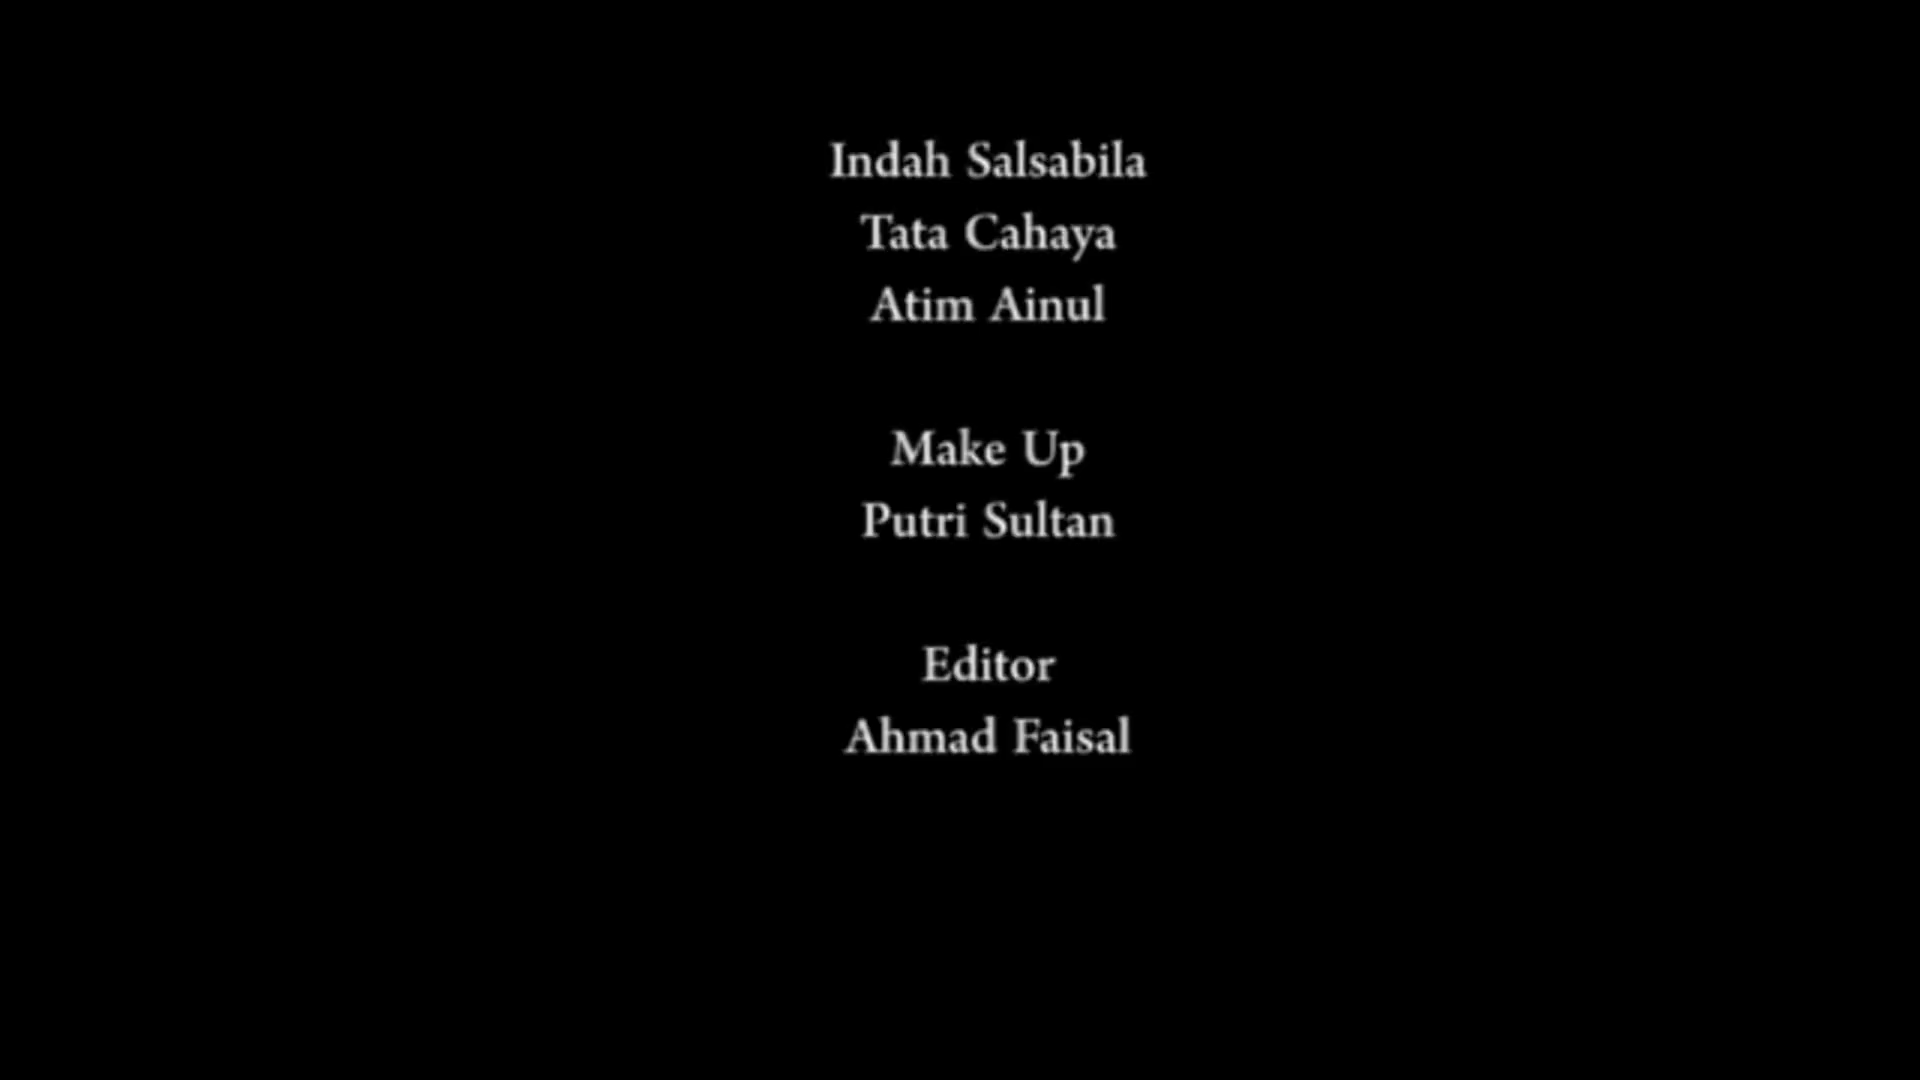 Indah Salsabila
Tata Cahaya
Atim Ainul
Make Up
Putri Sultan
Editor
Ahmad Faisal